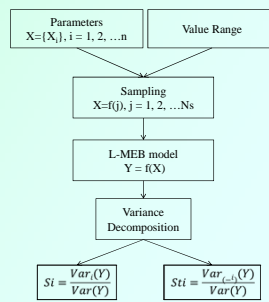 Parameters
X={Xi}, i = 1, 2, …n
Value Range
Sampling
X=f(j), j = 1, 2, …Ns
L-MEB model
Y = f(X)
Variance
Decomposition
Si = Vari(Y) / Var(Y)
Sti = Var(-i)(Y) / Var(Y)